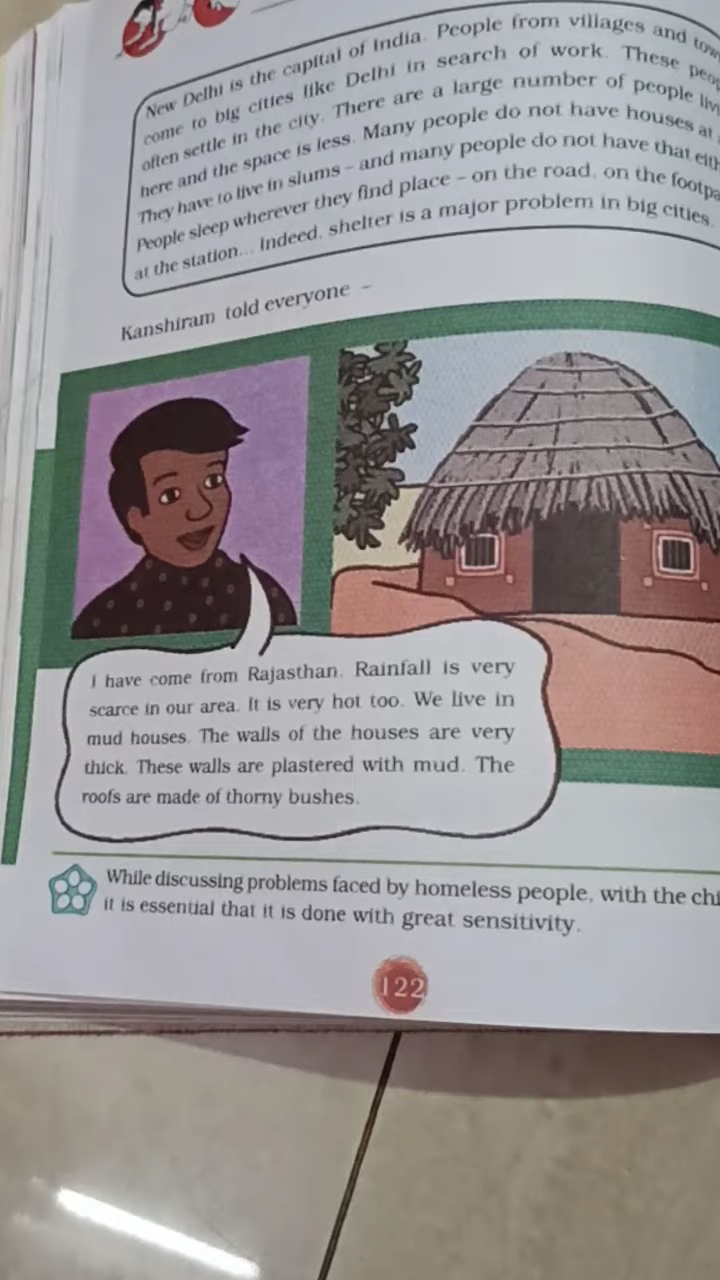 New Delhi is the capital of India. People from villages and
come to big cities like Delhi in search of work. These
often settle in the city. There are a large number of people
here and the space is less. Many people do not have houses at
They have to live in slums – and many people do not have that
People sleep wherever they find place – on the road, on the
at the station... Indeed, shelter is a major problem in big cities.
Kanshiram told everyone –
I have come from Rajasthan. Rainfall is very
scarce in our area. It is very hot too. We live in
mud houses. The walls of the houses are very
thick. These walls are plastered with mud. The
roofs are made of thorny bushes.
While discussing problems faced by homeless people, with the
it is essential that it is done with great sensitivity.
122